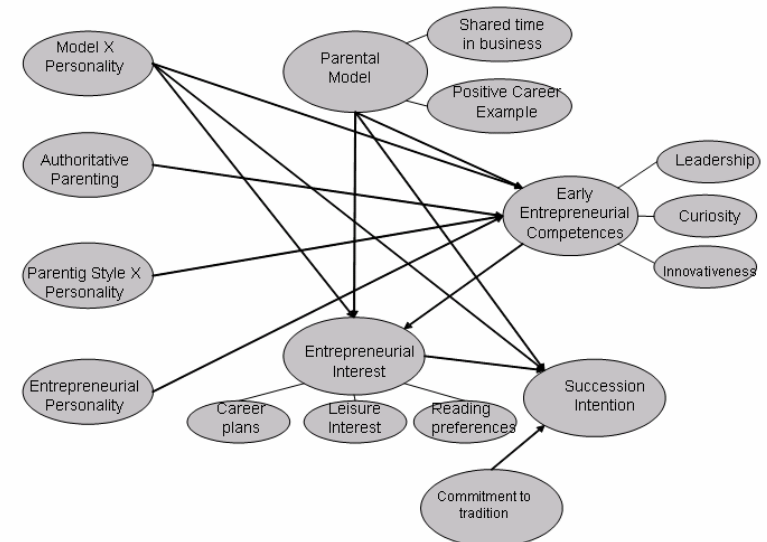 Model X
Personality
Parental
Model
Shared time
in business
Positive Career
Example
Authoritative
Parenting
Leadership
Early
Entrepreneurial
Competences
Curiosity
Innovativeness
Parentig Style X
Personality
Entrepreneurial
Interest
Entrepreneurial
Personality
Succession
Intention
Career
plans
Leisure
Interest
Reading
preferences
Commitment to
tradition